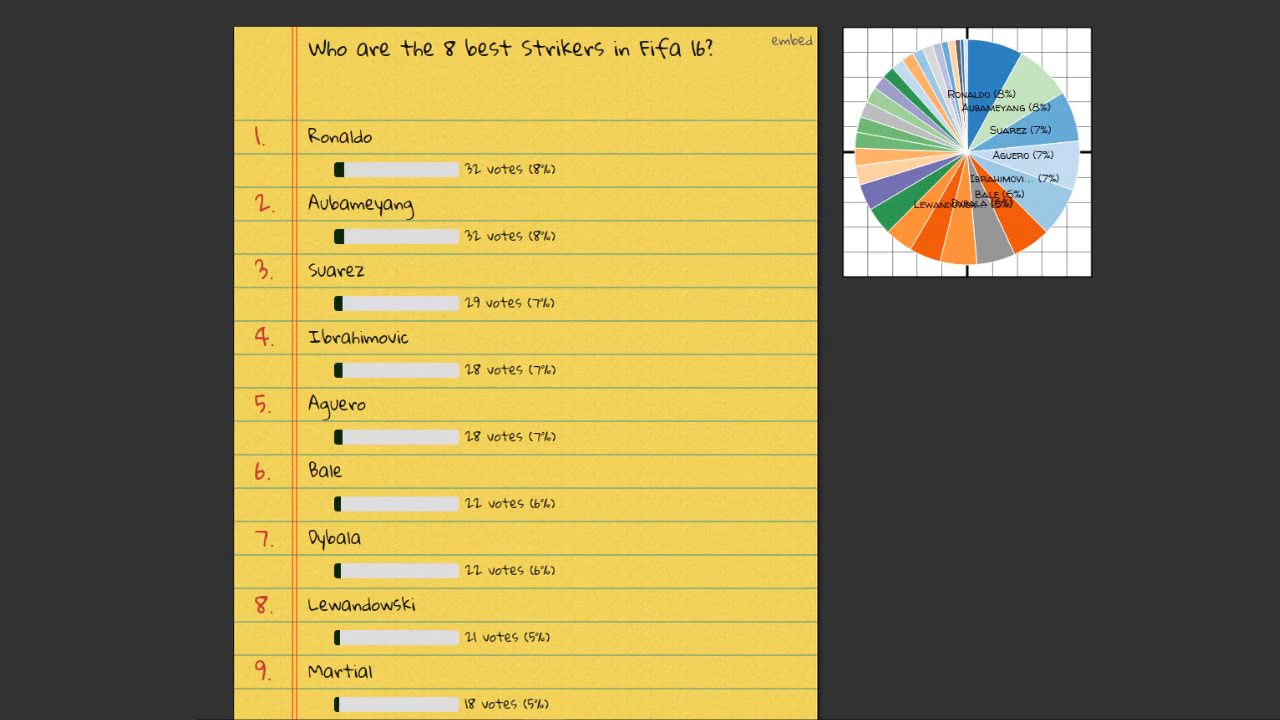 Who are the 8 best Strikers in Fifa 16?
embed
1. Ronaldo
32 votes (8%)
2. Aubameyang
32 votes (8%)
3. Suarez
29 votes (7%)
4. Ibrahimovic
28 votes (7%)
5. Aguero
28 votes (7%)
6. Bale
22 votes (6%)
7. Dybala
22 votes (6%)
8. Lewandowski
21 votes (5%)
9. Martial
18 votes (5%)
Ronaldo (8%)
Aubameyang (8%)
Suarez (7%)
Aguero (7%)
Ibrahimovi... (7%)
Bale (6%)